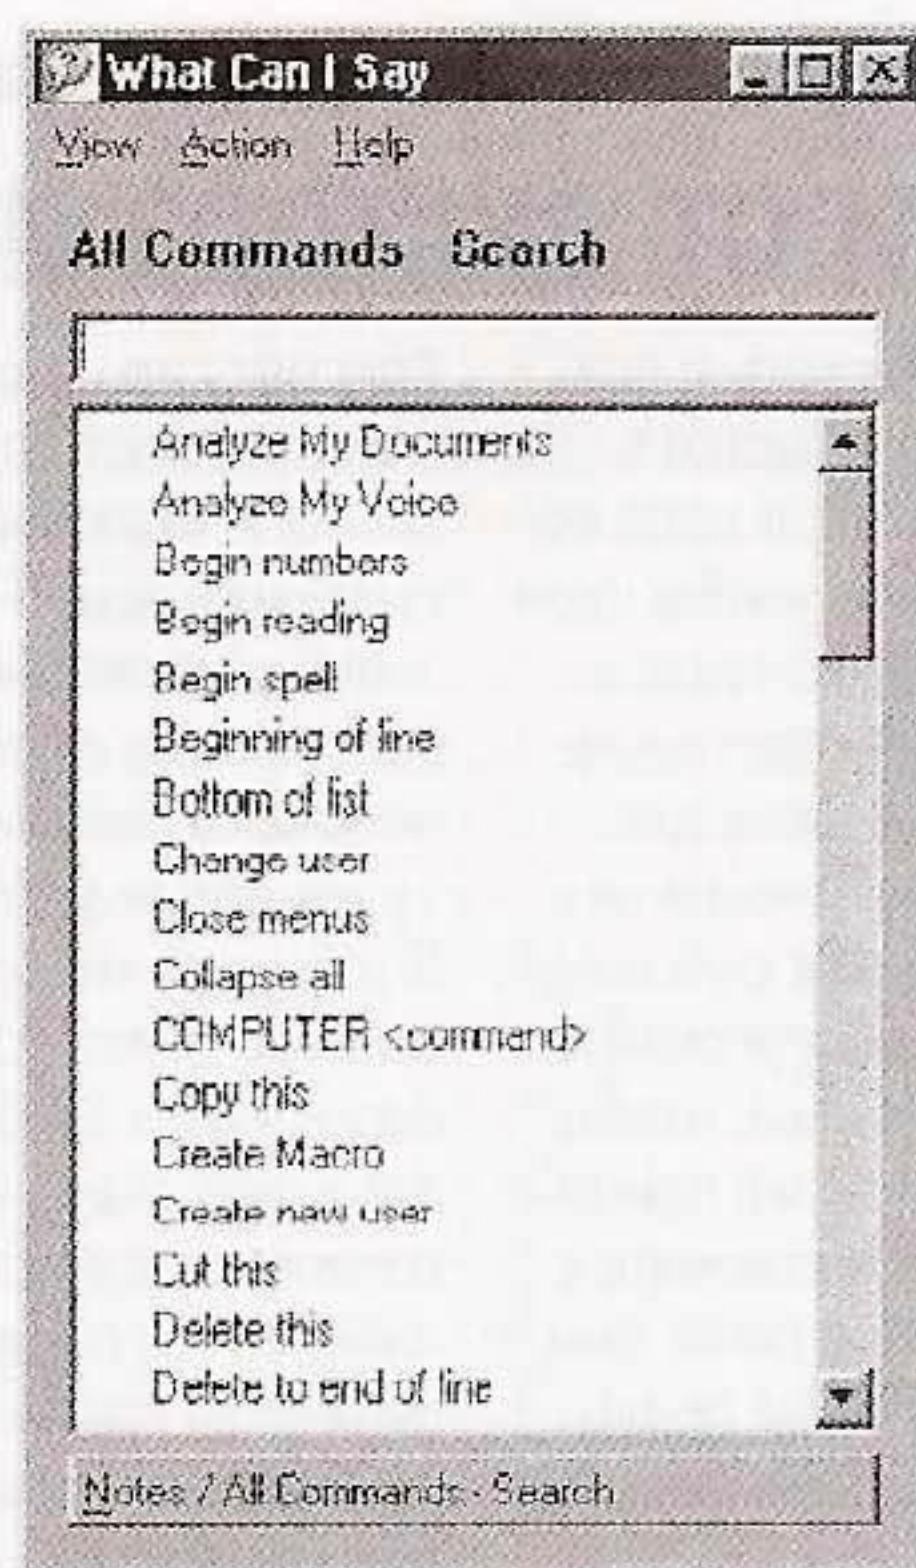 What Can I Say
View Action Help
All Commands - Search
Analyze My Documents
Analyze My Voice
Begin numbers
Begin reading
Begin spell
Beginning of line
Bottom of list
Change user
Close menus
Collapse all
COMPUTER <command>
Copy this
Create Macro
Create new user
Cut this
Delete this
Delete to end of line
Notes / All Commands - Search